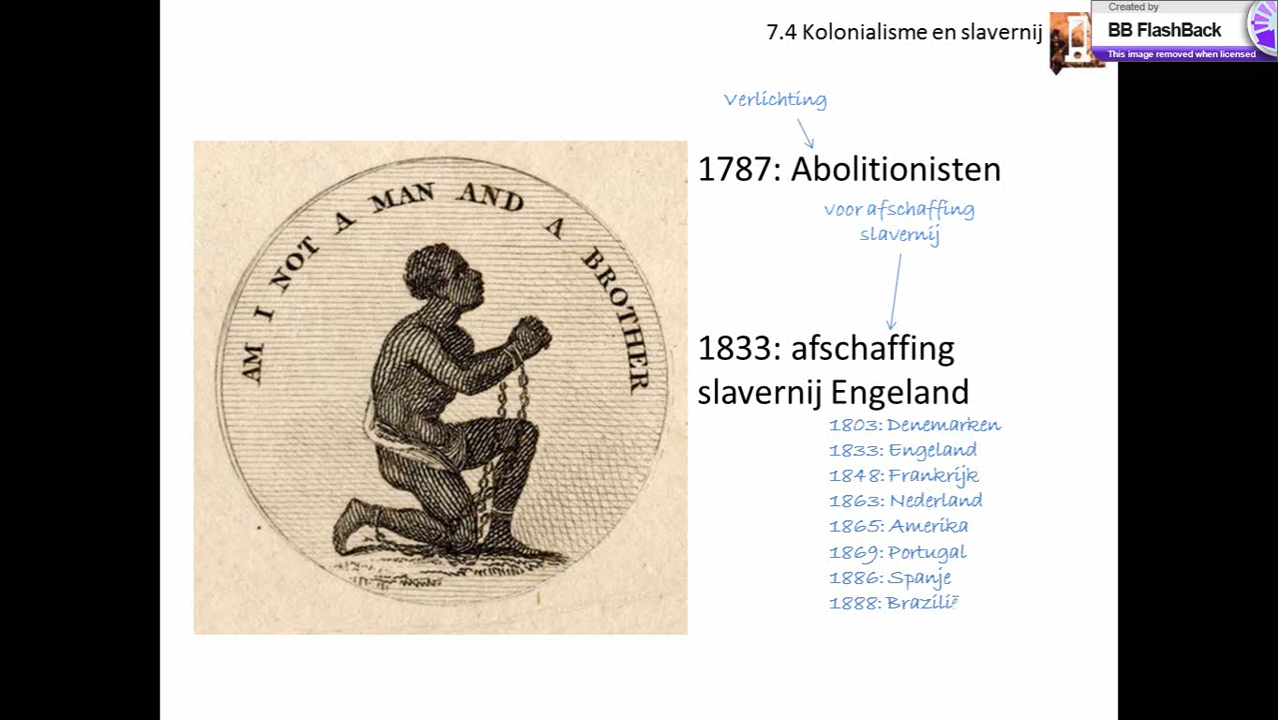 7.4 Kolonialisme en slavernij
Created by
BB FlashBack
This image removed when licensed
Verlichting
1787: Abolitionisten
voor afschaffing
slavernij
AM I NOT A MAN AND A BROTHER
1833: afschaffing
slavernij Engeland
1803: Denemarken
1833: Engeland
1848: Frankrijk
1863: Nederland
1865: Amerika
1869: Portugal
1886: Spanje
1888: Brazilië